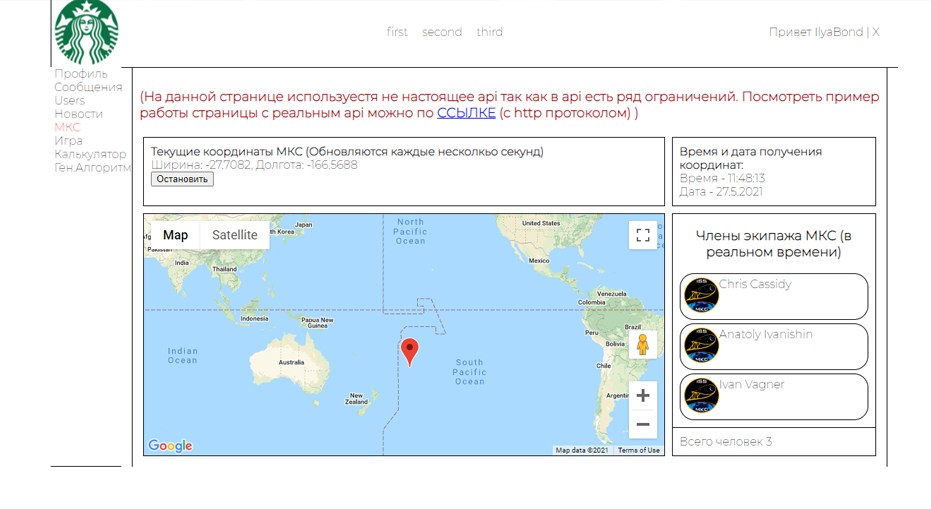 first second third
Привет IlyaBond | X
Профиль
Сообщения
Users
Новости
МКС
Игра
Калькулятор
Ген.Алгоритм
(На данной странице используестя не настоящее api так как в api есть ряд ограничений. Посмотреть пример
работы страницы с реальным api можно по ССЫЛКЕ (с http протоколом) )
Текущие координаты МКС (Обновляются каждые несколкьо секунд)
Ширина: -27.7082, Долгота: -166.5688
Остановить
Время и дата получения
координат:
Время - 11:48:13
Дата - 27.5.2021
Map Satellite
North
Pacific
Ocean
Japan
th Korea
United States
Pakistan
India
Thailand
Mexico
Venezuela
Colombia
Indonesia
Papua New
Guinea
Peru
Brazil
Bolivia
Indian
Ocean
Australia
South
Pacific
Ocean
Chile
New
Zealand
Argentin
Google
Map data ©2021 Terms of Use
Члены экипажа МКС (в
реальном времени)
Chris Cassidy
Anatoly Ivanishin
Ivan Vagner
Всего человек 3